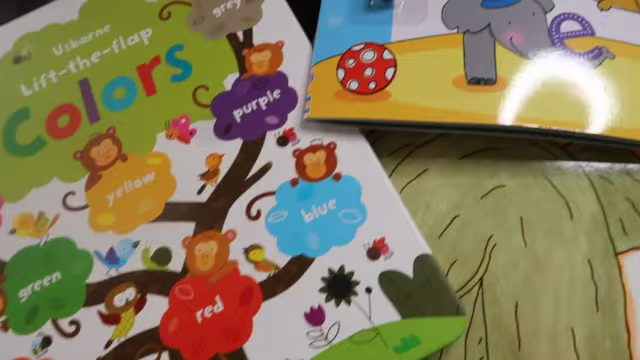 Usborne
Lift-the-flap
Colors
grey
purple
yellow
blue
green
red
e